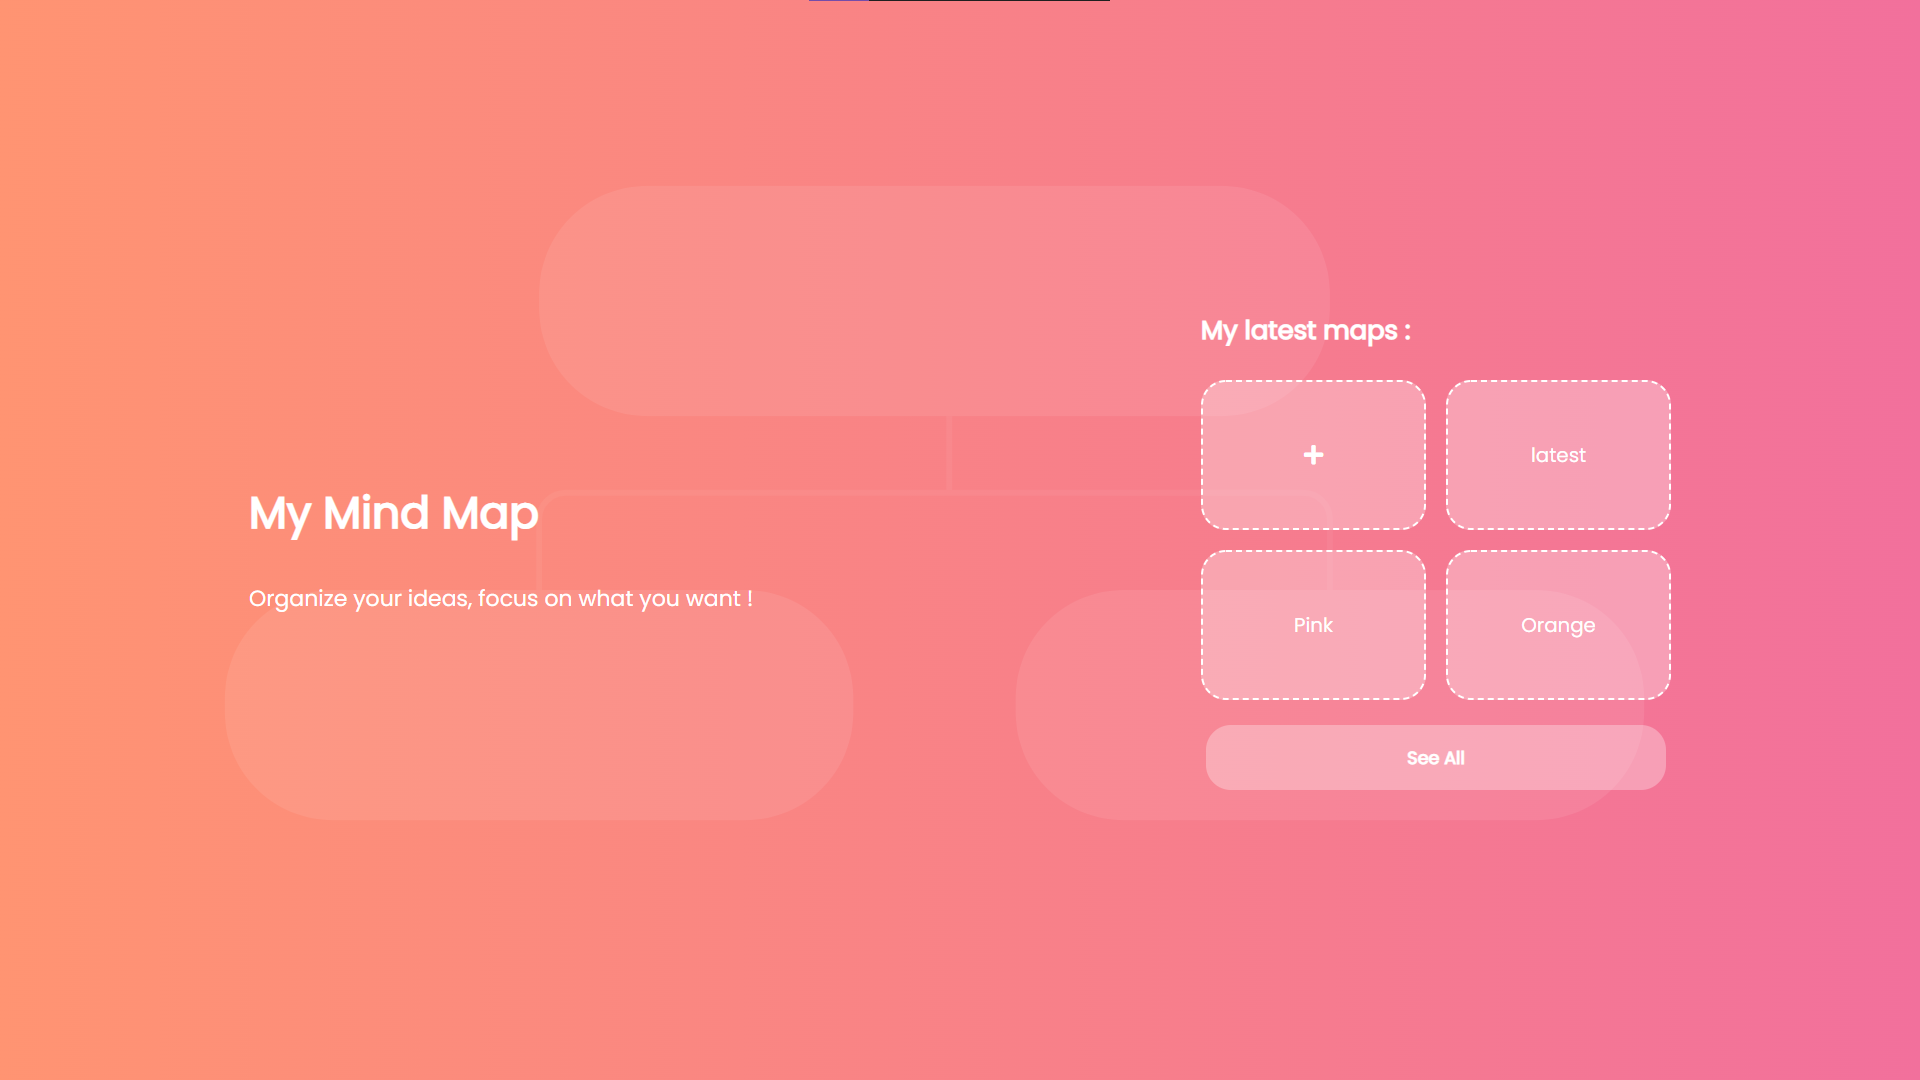 My Mind Map
Organize your ideas, focus on what you want !
My latest maps :
+
latest
Pink
Orange
See All